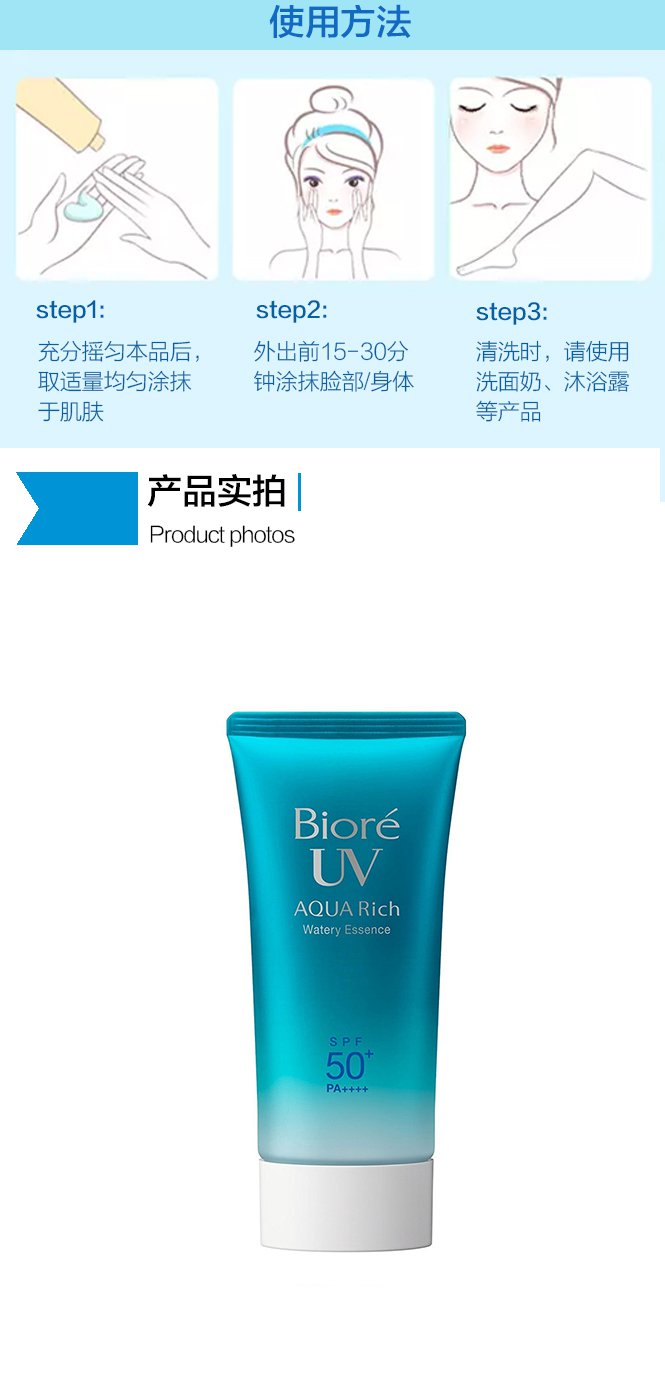 使用方法
step1:
充分摇匀本品后，
取适量均匀涂抹
于肌肤
step2:
外出前15-30分
钟涂抹脸部/身体
step3:
清洗时，请使用
洗面奶、沐浴露
等产品
产品实拍
Product photos
Bioré
UV
AQUA Rich
Watery Essence
SPF
50+
PA++++